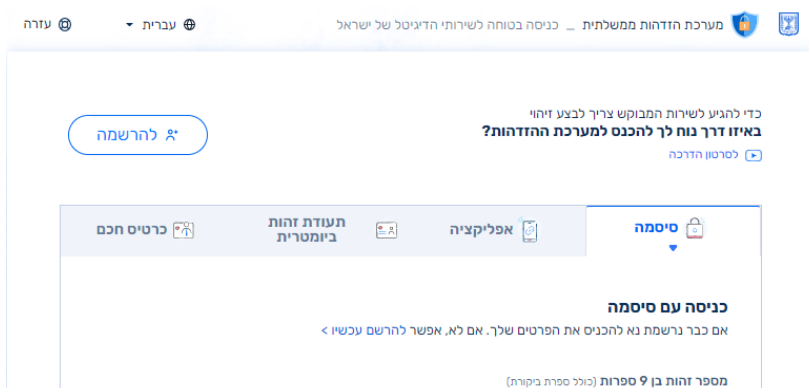 מערכת הזדהות ממשלתית _ כניסה בטוחה לשירותי הדיגיטל של ישראל
עברית
עזרה
כדי להגיע לשירות המבוקש צריך לבצע זיהוי
באיזו דרך נוח לך להכנס למערכת ההזדהות?
לסרטון הדרכה
להרשמה
סיסמה
אפליקציה
תעודת זהות
ביומטרית
כרטיס חכם
כניסה עם סיסמה
אם כבר נרשמת נא להכניס את הפרטים שלך. אם לא, אפשר להרשם עכשיו >
מספר זהות בן 9 ספרות (כולל ספרת ביקורת)